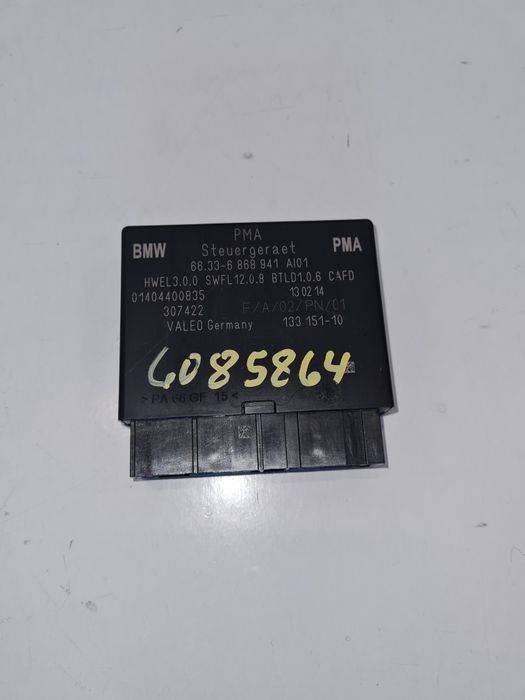 PMA
BMW Steuergeraet PMA
66.33-6 868 941 AI01
HWEL3.0.0 SWFL12.0.8 BTLD1.0.6 CAFD
01404400835 130214
307422 F/A/02/PN/01
VALEO Germany 133 151-10
6085864
>PA 66 GF 15<